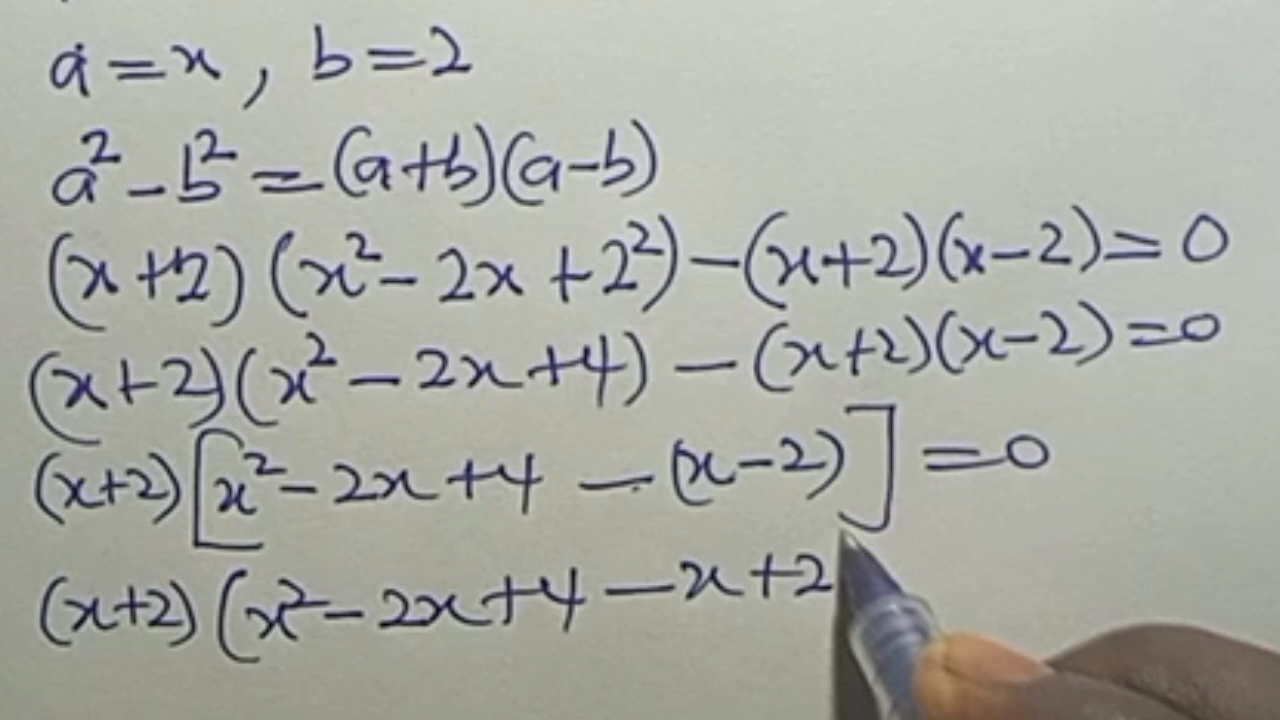 a = x, b = 2
a² - b² = (a+b)(a-b)
(x+2)(x² - 2x + 2²) - (x+2)(x-2) = 0
(x+2)(x² - 2x + 4) - (x+2)(x-2) = 0
(x+2)[x² - 2x + 4 - (x-2)] = 0
(x+2)(x² - 2x + 4 - x + 2